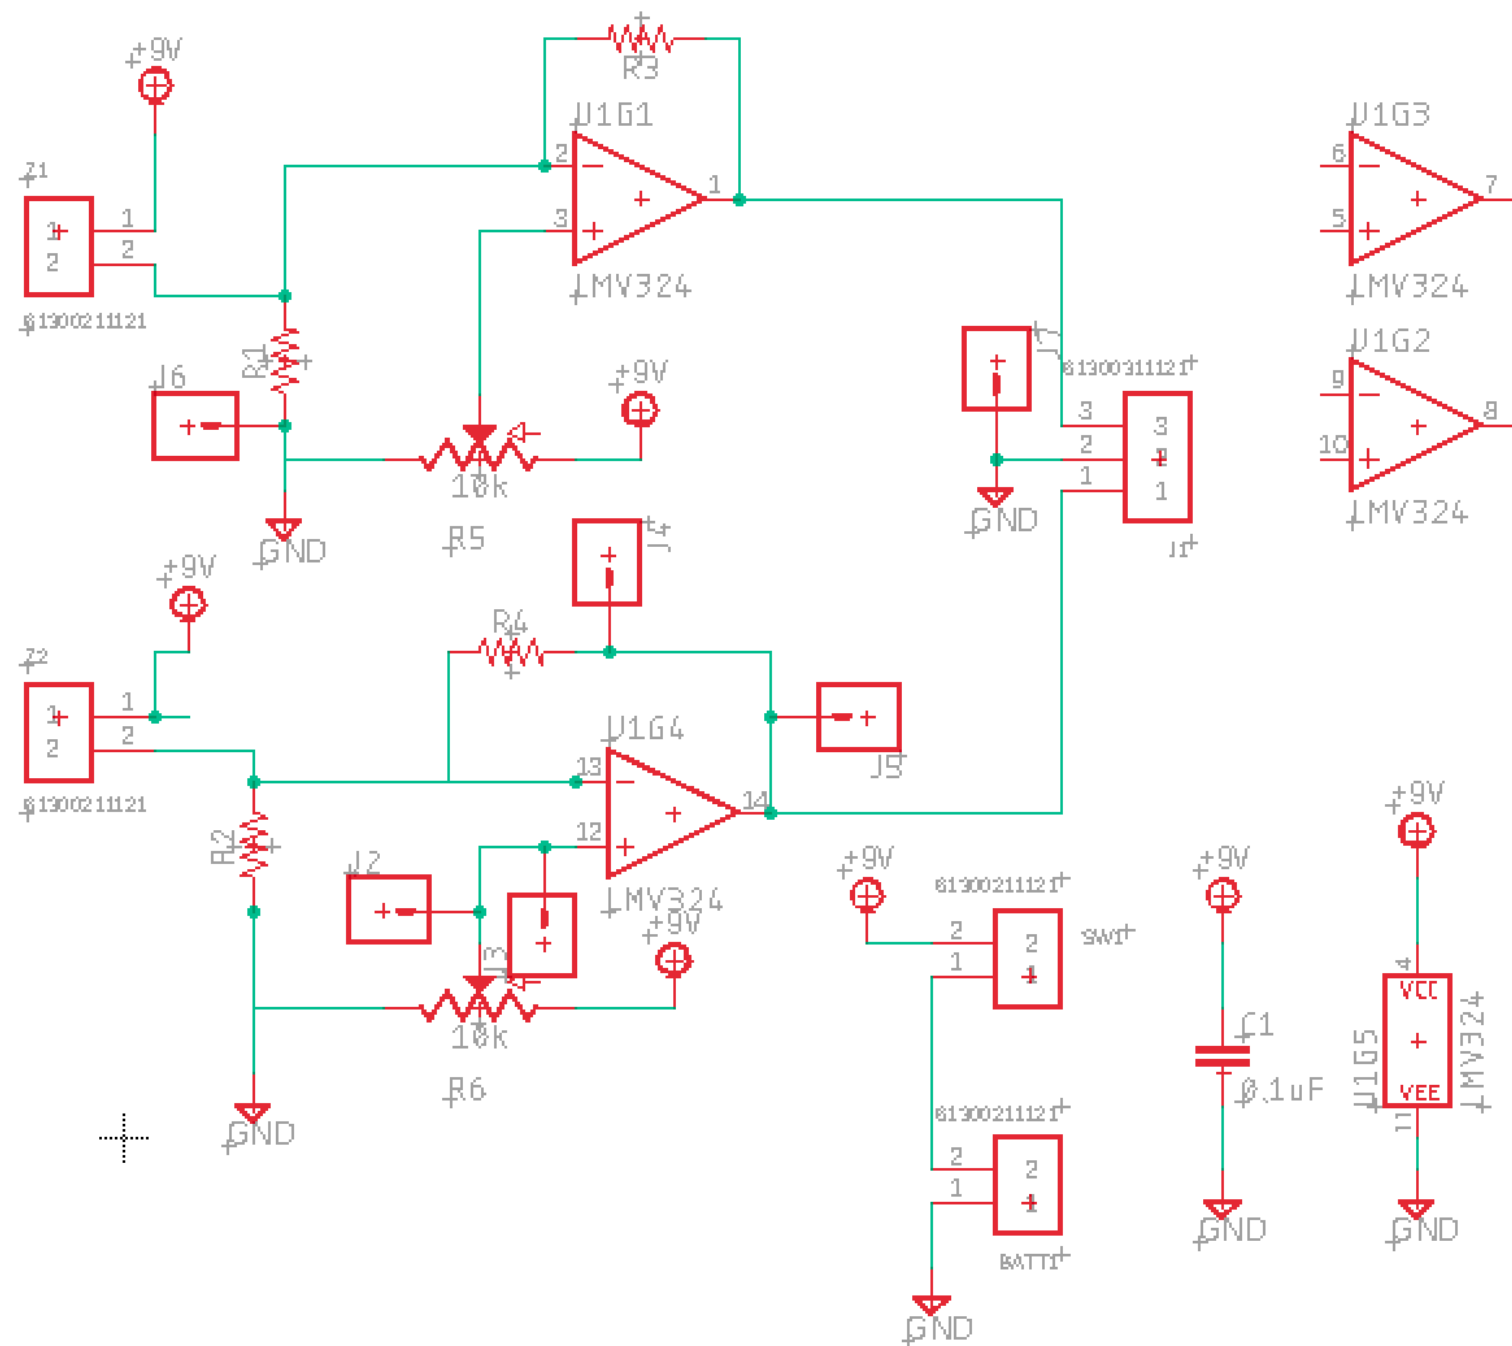 +9V
R3
U1G1
2
1
3
LMV324
U1G3
6
7
5
LMV324
1
1
2
2
61300211121
R1
J6
+9V
10k
R5
GND
J7
61300311121
3
3
2
1
1
GND
J1
U1G2
9
8
10
LMV324
+9V
J4
R4
1
1
2
2
61300211121
U1G4
13
14
12
LMV324
J5
R2
J2
J3
+9V
10k
R6
GND
+9V
61300211121
2
2
1
1
SW1
61300211121
2
2
1
1
BATT1
GND
+9V
C1
0.1uF
GND
+9V
4
VCC
U1G5
LMV324
VEE
11
GND